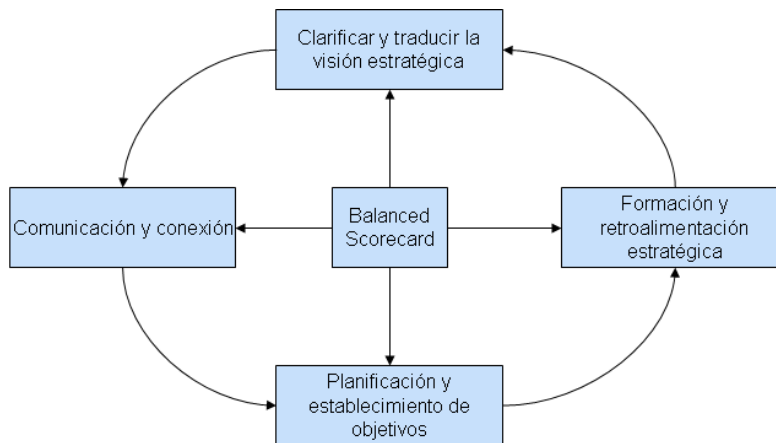 Clarificar y traducir la
visión estratégica
Comunicación y conexión
Balanced
Scorecard
Formación y
retroalimentación
estratégica
Planificación y
establecimiento de
objetivos